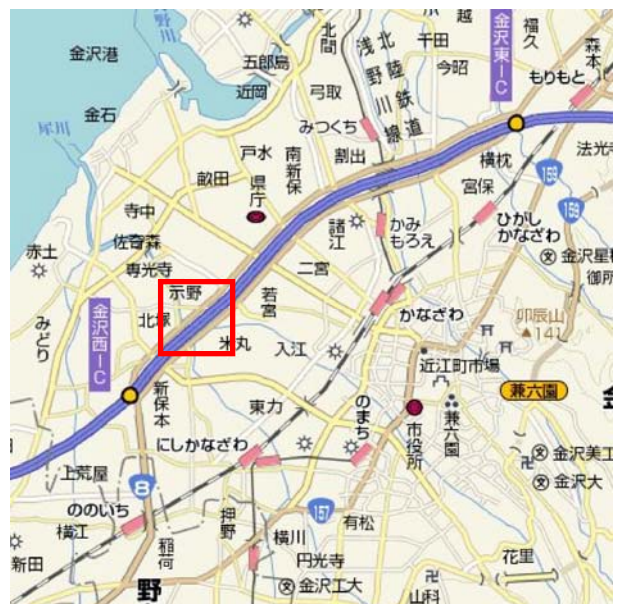 北間
越
福久
千田
金沢東IC
金沢港
五郎島
浅野川線
北陸鉄道
今昭
森本
もりもと
近岡
弓取
金石
みつくち
犀川
戸水
南新保
割出
法光寺
横枕
159
畝田
県庁
宮保
寺中
諸江
かみもろえ
ひがしかなざわ
159
佐奇森
赤土
金沢星稜
専光寺
二宮
御所
示野
若宮
金沢西IC
みどり
北塚
かなざわ
卯辰山
▲141
米丸
入江
近江町市場
兼六園
金
新保本
東力
のまち
市役所
兼六園
にしかなざわ
金沢美工
上荒屋
8
金沢大
ののいち
157
横江
押野
有松
稲荷
横川
新田
円光寺
花里
野
金沢工大
山科